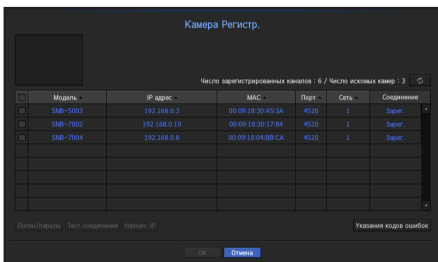 Камера Регистр.
Число зарегистрированных каналов : 6 / Число искомых камер : 3
Модель IP адрес MAC Порт Сеть Соединение
SNB-5003 192.168.0.3 00:09:18:30:A5:3A 4520 1 Зарег.
SNB-7002 192.168.0.19 00:09:18:30:17:84 4520 1 Зарег.
SNB-7004 192.168.0.8 00:09:18:04:BB:CA 4520 1 Зарег.
Логин/пароль Тест соединения Назнач. IP Указания кодов ошибок
OK Отмена